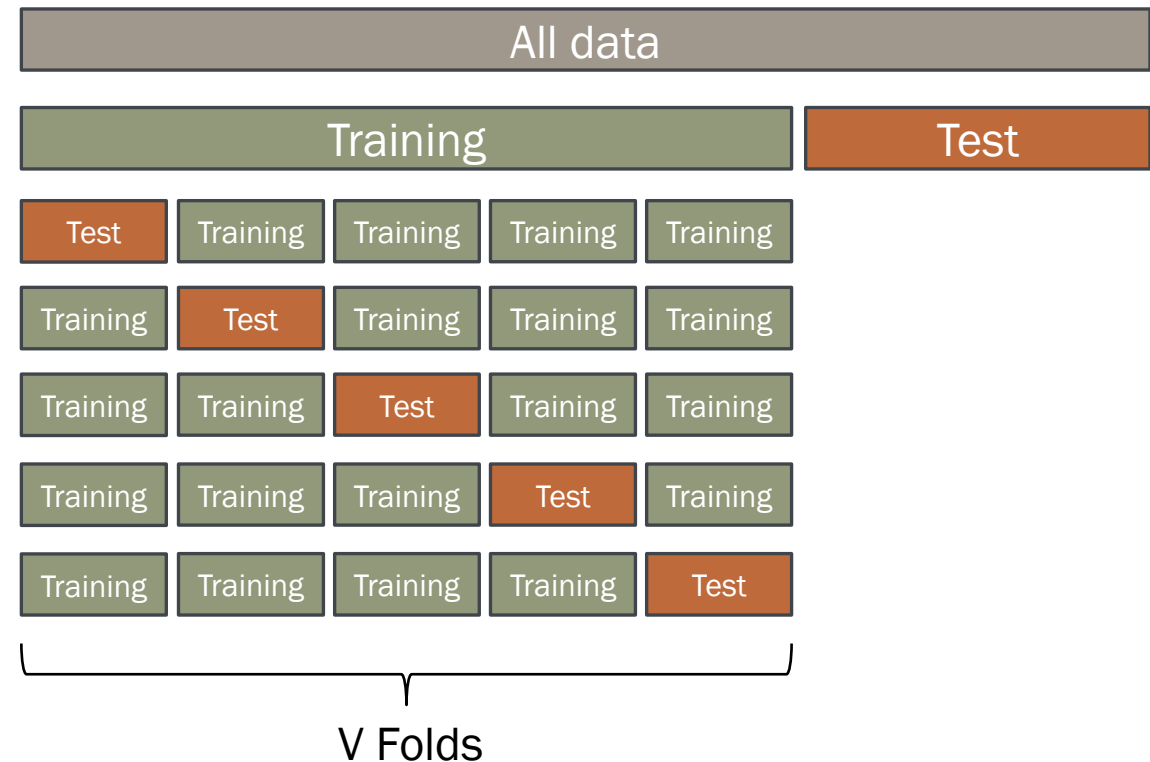 All data
Training Test
Test Training Training Training Training
Training Test Training Training Training
Training Training Test Training Training
Training Training Training Test Training
Training Training Training Training Test
V Folds